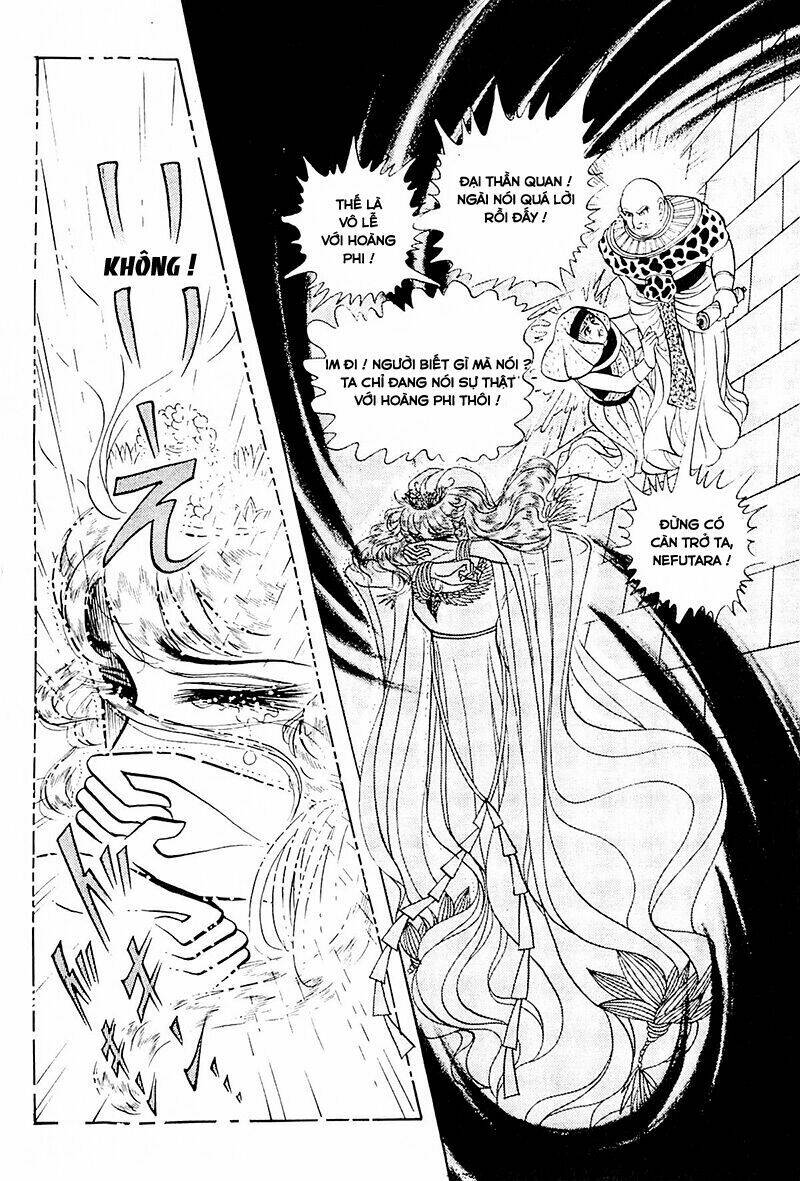 ĐẠI THẦN QUAN !
NGÀI NÓI QUÁ LỜI
RỒI ĐẤY !
THẾ LÀ
VÔ LỄ
VỚI HOÀNG
PHI !
IM ĐI ! NGƯỜI BIẾT GÌ MÀ NÓI ?
TA CHỈ ĐANG NÓI SỰ THẬT
VỚI HOÀNG PHI THÔI !
ĐỪNG CÓ
CẢN TRỞ TA,
NEFUTARA !
KHÔNG !